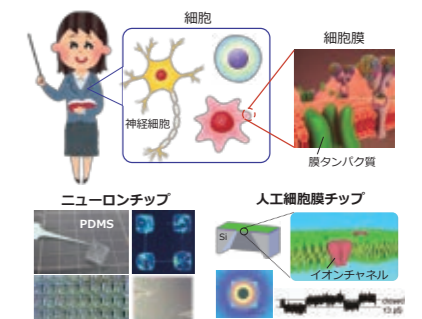 細胞
細胞膜
神経細胞
膜タンパク質
ニューロンチップ
人工細胞膜チップ
PDMS
Si
イオンチャネル
closed